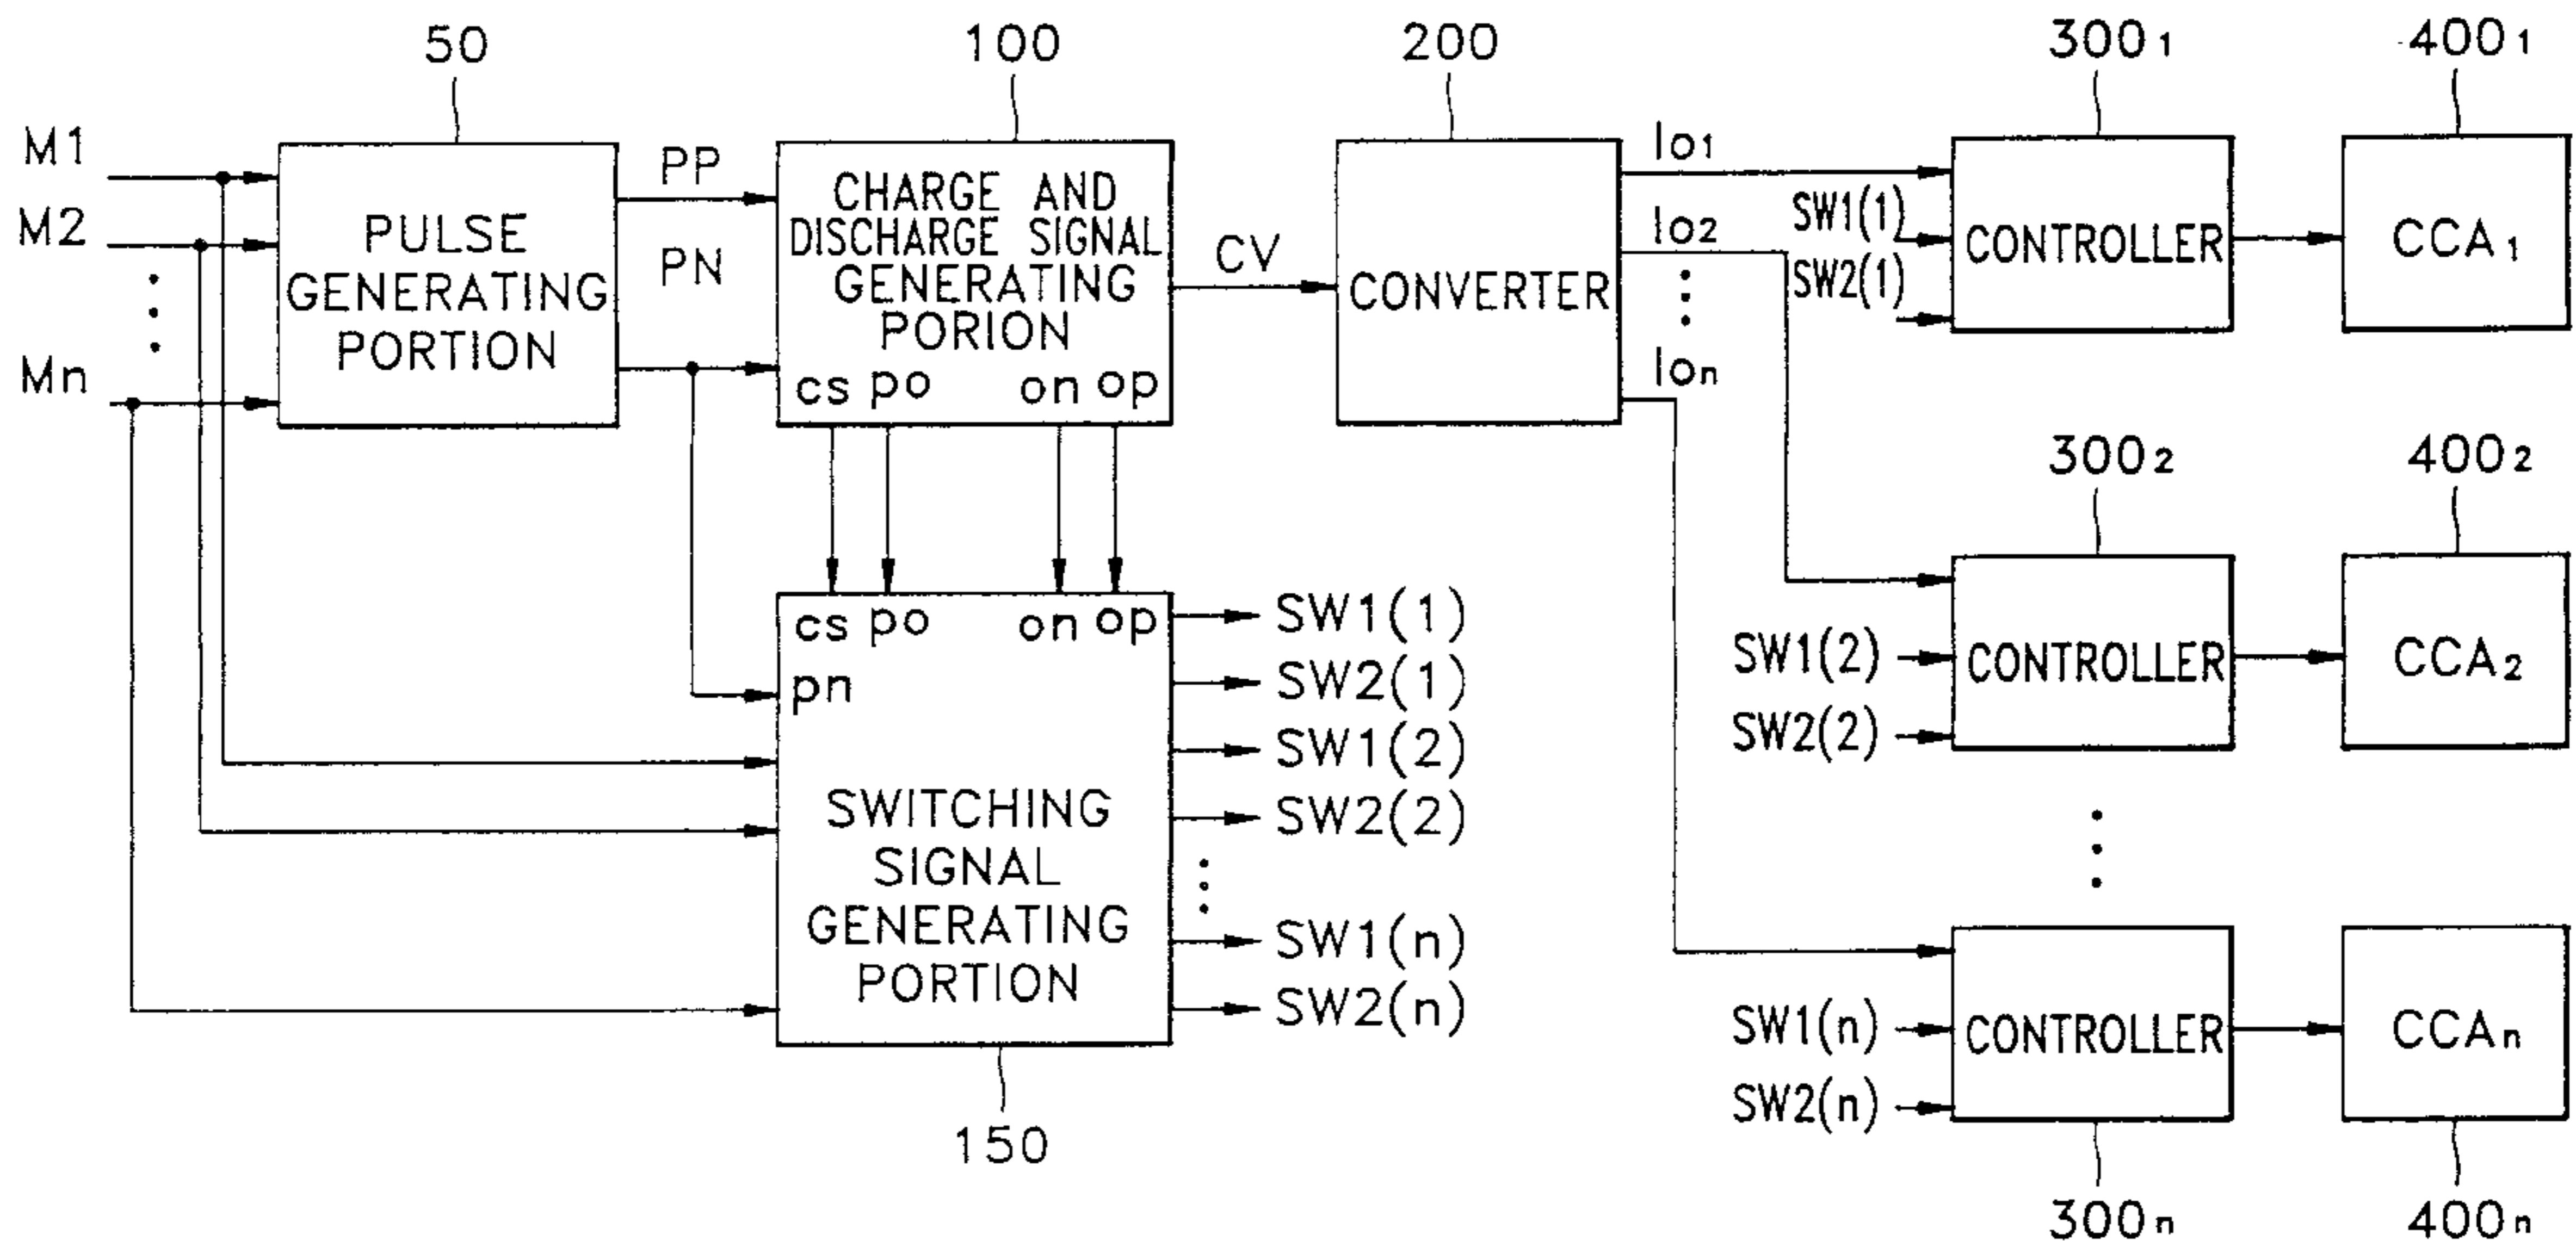 50
100
200
300₁
400₁
M1
M2
Mn
PULSE
GENERATING
PORTION
PP
PN
CHARGE AND
DISCHARGE SIGNAL
GENERATING
PORION
cs po on op
CV
CONVERTER
Io1
Io2
Ion
SW1(1)
SW2(1)
CONTROLLER
CCA₁
300₂
400₂
SW1(2)
SW2(2)
CONTROLLER
CCA₂
cs po on op
pn
SWITCHING
SIGNAL
GENERATING
PORTION
SW1(1)
SW2(1)
SW1(2)
SW2(2)
SW1(n)
SW2(n)
150
SW1(n)
SW2(n)
CONTROLLER
CCAn
300n
400n